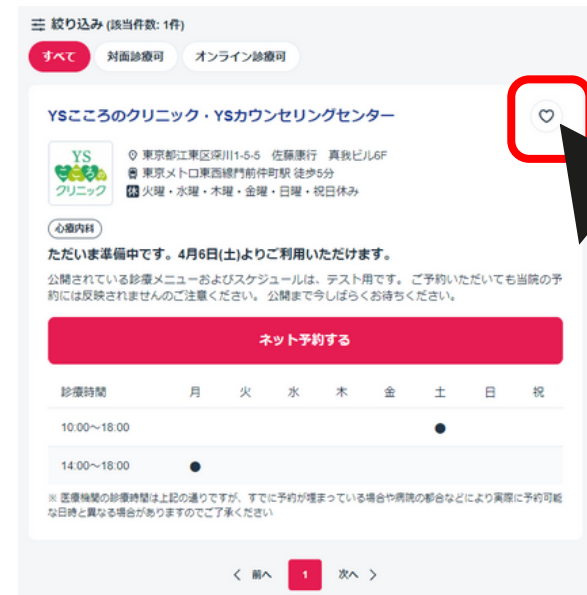 絞り込み (該当件数: 1件)
すべて 対面診療可 オンライン診療可
YSこころのクリニック・YSカウンセリングセンター
YS
こころの
クリニック
東京都江東区深川1-5-5 佐藤康行 真我ビル6F
東京メトロ東西線門前仲町駅 徒歩5分
休 火曜・水曜・木曜・金曜・日曜・祝日休み
心療内科
ただいま準備中です。4月6日(土)よりご利用いただけます。
公開されている診療メニューおよびスケジュールは、テスト用です。 ご予約いただいても当院の予
約には反映されませんのご注意ください。 公開まで今しばらくお待ちください。
ネット予約する
診療時間 月 火 水 木 金 土 日 祝
10:00〜18:00 ●
14:00〜18:00 ●
※ 医療機関の診療時間は上記の通りですが、すでに予約が埋まっている場合や病院の都合などにより実際に予約可能
な日時と異なる場合がありますのでご了承ください
< 前へ 1 次へ >